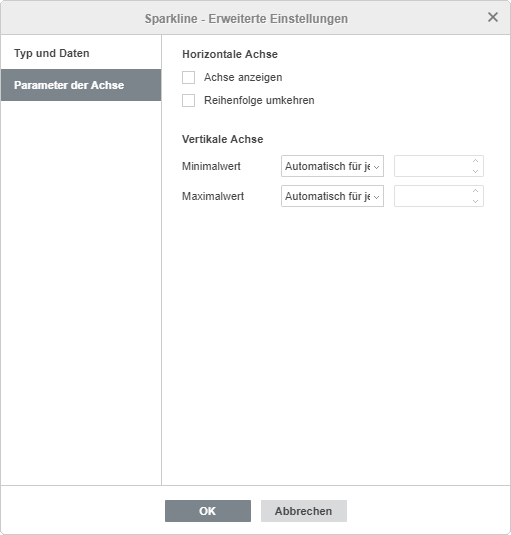 Sparkline - Erweiterte Einstellungen
Typ und Daten
Parameter der Achse
Horizontale Achse
Achse anzeigen
Reihenfolge umkehren
Vertikale Achse
Minimalwert Automatisch für je
Maximalwert Automatisch für je
OK Abbrechen